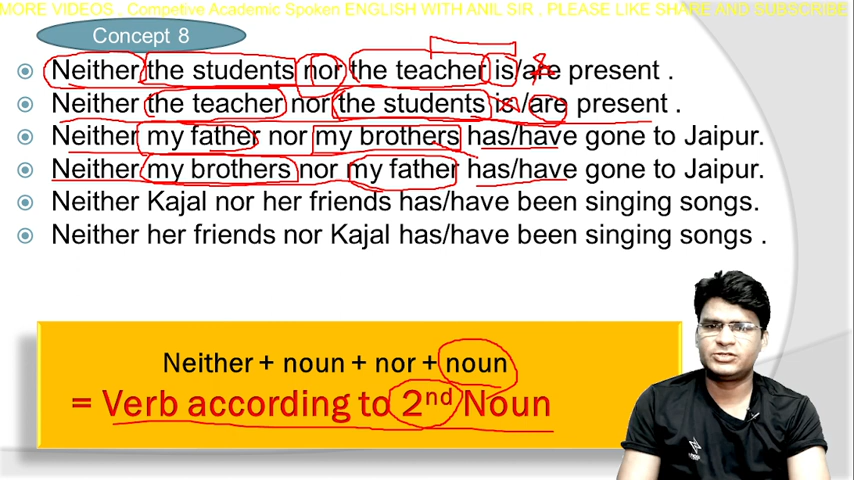 MORE VIDEOS , Competive Academic Spoken ENGLISH WITH ANIL SIR , PLEASE LIKE SHARE AND SUBSCRIBE
Concept 8
Neither the students nor the teacher is/are present .
Neither the teacher nor the students is /are present .
Neither my father nor my brothers has/have gone to Jaipur.
Neither my brothers nor my father has/have gone to Jaipur.
Neither Kajal nor her friends has/have been singing songs.
Neither her friends nor Kajal has/have been singing songs .
Neither + noun + nor + noun
= Verb according to 2nd Noun